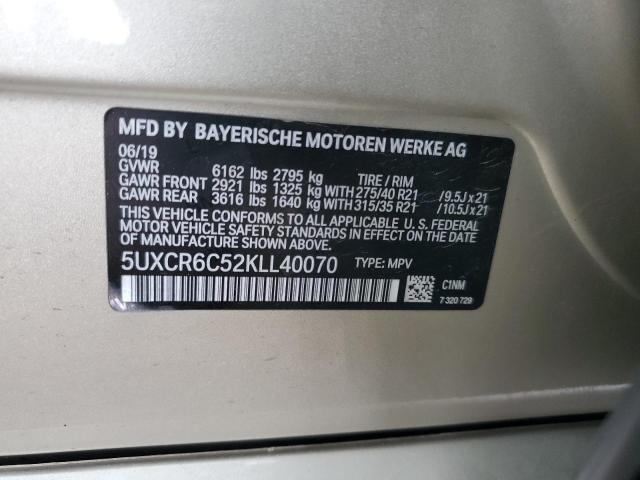 MFD BY BAYERISCHE MOTOREN WERKE AG
06/19
GVWR 6162 lbs 2795 kg TIRE / RIM
GAWR FRONT 2921 lbs 1325 kg WITH 275/40 R21 /9.5J x 21
GAWR REAR 3616 lbs 1640 kg WITH 315/35 R21 /10.5J x 21
THIS VEHICLE CONFORMS TO ALL APPLICABLE U. S. FEDERAL
MOTOR VEHICLE SAFETY STANDARDS IN EFFECT
ON THE DATE OF MANUFACTURE SHOWN ABOVE.
5UXCR6C52KLL40070 TYPE: MPV
C1NM
7 320 729